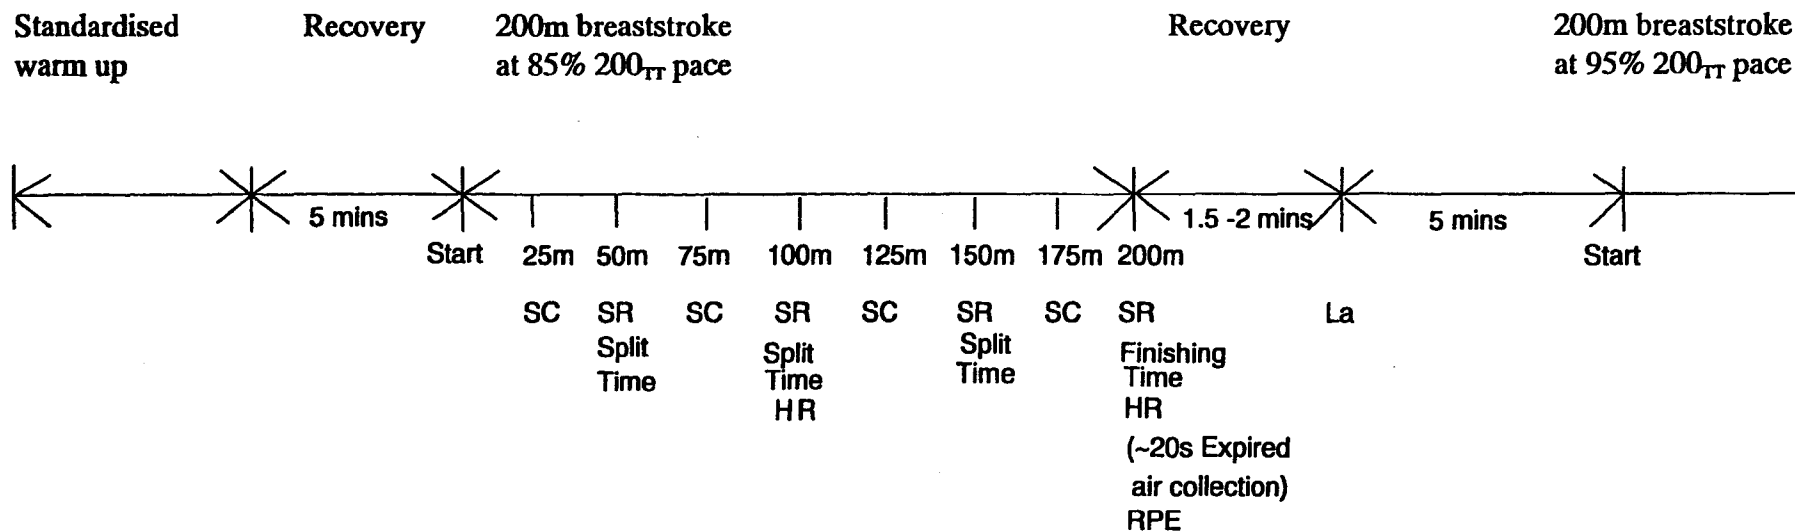 Standardised Recovery 200m breaststroke Recovery 200m breaststroke
warm up at 85% 200TT pace at 95% 200TT pace
5 mins 1.5 -2 mins 5 mins
Start 25m 50m 75m 100m 125m 150m 175m 200m Start
SC SR SC SR SC SR SC SR La
Split Split Split Finishing
Time Time Time Time
HR HR
(~20s Expired
air collection)
RPE